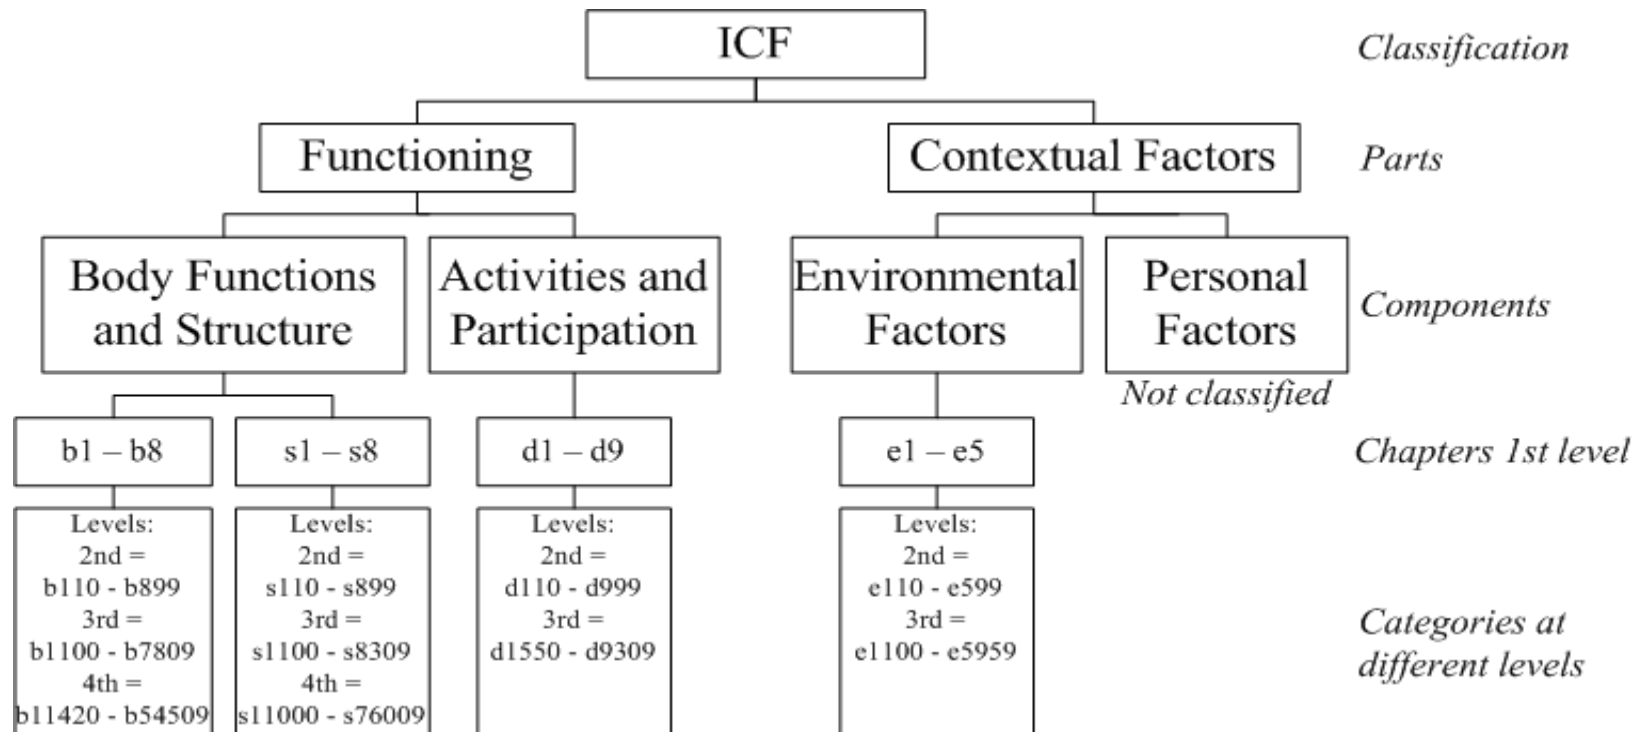 ICF
Classification
Functioning
Contextual Factors
Parts
Body Functions
and Structure
Activities and
Participation
Environmental
Factors
Personal
Factors
Components
Not classified
b1 – b8
s1 – s8
d1 – d9
e1 – e5
Chapters 1st level
Levels:
2nd =
b110 - b899
3rd =
b1100 - b7809
4th =
b11420 - b54509
Levels:
2nd =
s110 - s899
3rd =
s1100 - s8309
4th =
s11000 - s76009
Levels:
2nd =
d110 - d999
3rd =
d1550 - d9309
Levels:
2nd =
e110 - e599
3rd =
e1100 - e5959
Categories at
different levels